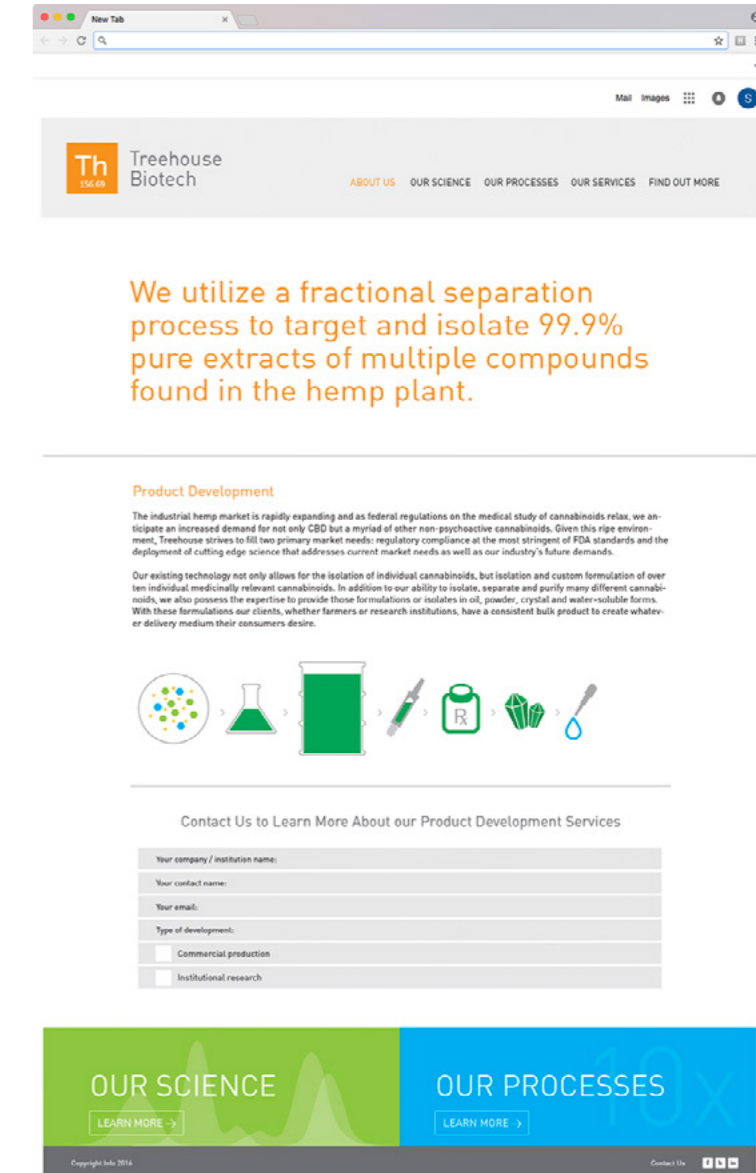 New Tab
Mail Images
S
Th
156.69
Treehouse
Biotech
ABOUT US OUR SCIENCE OUR PROCESSES OUR SERVICES FIND OUT MORE
We utilize a fractional separation
process to target and isolate 99.9%
pure extracts of multiple compounds
found in the hemp plant.
Product Development
The industrial hemp market is rapidly expanding and as federal regulations on the medical study of cannabinoids relax, we an-
ticipate an increased demand for not only CBD but a myriad of other non-psychoactive cannabinoids. Given this ripe environ-
ment, Treehouse strives to fill two primary market needs: regulatory compliance at the most stringent of FDA standards and the
deployment of cutting edge science that addresses current market needs as well as our industry's future demands.
Our existing technology not only allows for the isolation of individual cannabinoids, but isolation and custom formulation of over
ten individual medicinally relevant cannabinoids. In addition to our ability to isolate, separate and purify many different cannabi-
noids, we also possess the expertise to provide those formulations or isolates in oil, powder, crystal and water-soluble forms.
With these formulations our clients, whether farmers or research institutions, have a consistent bulk product to create whatev-
er delivery medium their consumers desire.
Rx
Contact Us to Learn More About our Product Development Services
Your company / institution name:
Your contact name:
Your email:
Type of development:
Commercial production
Institutional research
OUR SCIENCE
LEARN MORE →
10x
OUR PROCESSES
LEARN MORE →
Copyright Info 2016
Contact Us f t in